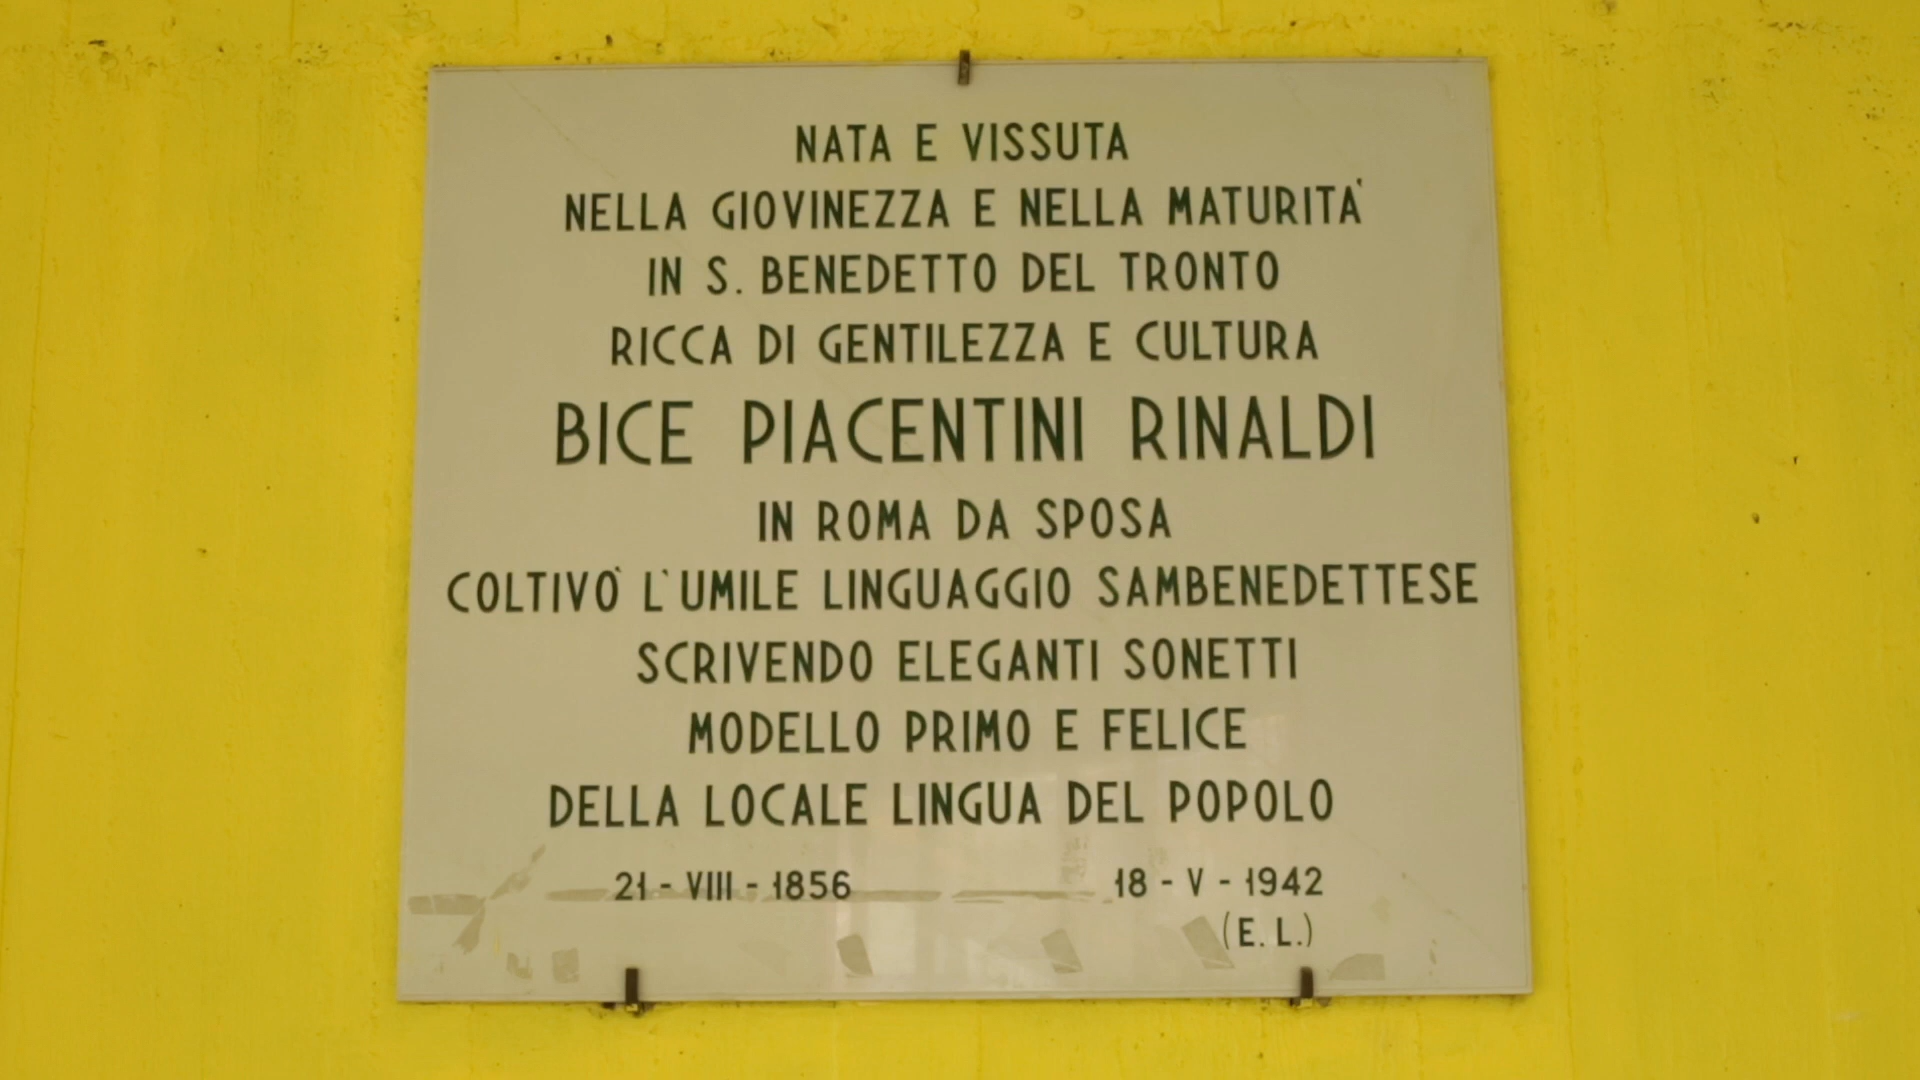 NATA E VISSUTA
NELLA GIOVINEZZA E NELLA MATURITA'
IN S. BENEDETTO DEL TRONTO
RICCA DI GENTILEZZA E CULTURA
BICE PIACENTINI RINALDI
IN ROMA DA SPOSA
COLTIVO' L'UMILE LINGUAGGIO SAMBENEDETTESE
SCRIVENDO ELEGANTI SONETTI
MODELLO PRIMO E FELICE
DELLA LOCALE LINGUA DEL POPOLO
21 - VIII - 1856 18 - V - 1942
(E. L.)